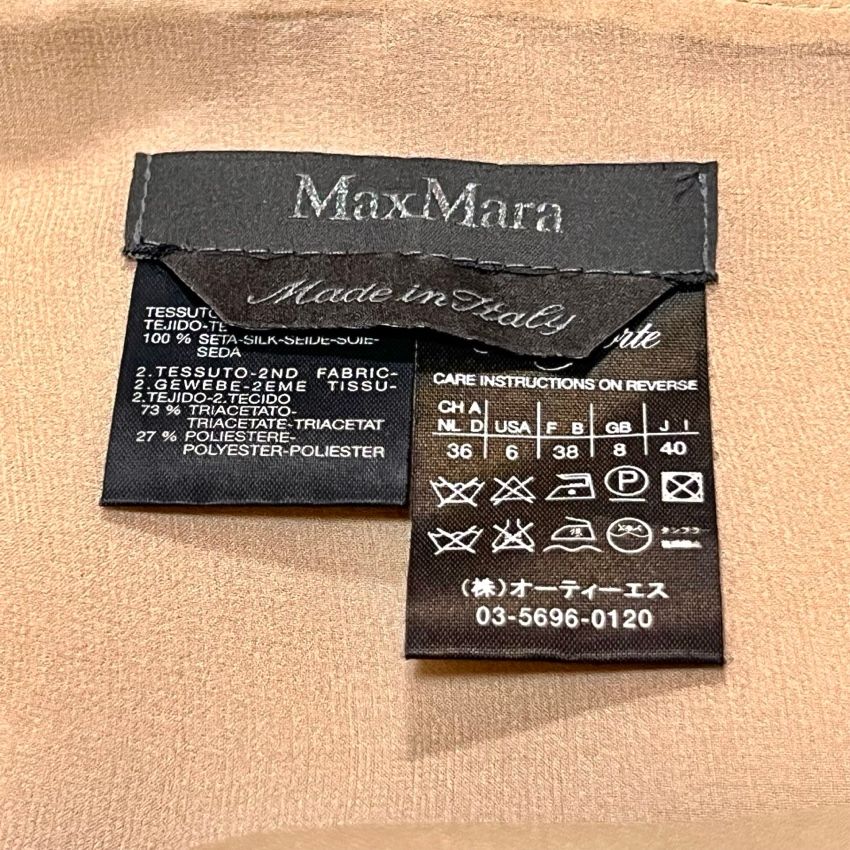 MaxMara
Made in Italy
TESSUTO
TEJIDO-TE
100 % SETA-SILK-SEIDE-SOIE-
SEDA
2.TESSUTO-2ND FABRIC-
2.GEWEBE-2EME TISSU-
2.TEJIDO-2.TECIDO
73 % TRIACETATO-
TRIACETATE-TRIACETAT
27 % POLIESTERE-
POLYESTER-POLIESTER
CARE INSTRUCTIONS ON REVERSE
CH A
NL D USA F B GB J I
36 6 38 8 40
P
(株)オーティーエス
03-5696-0120